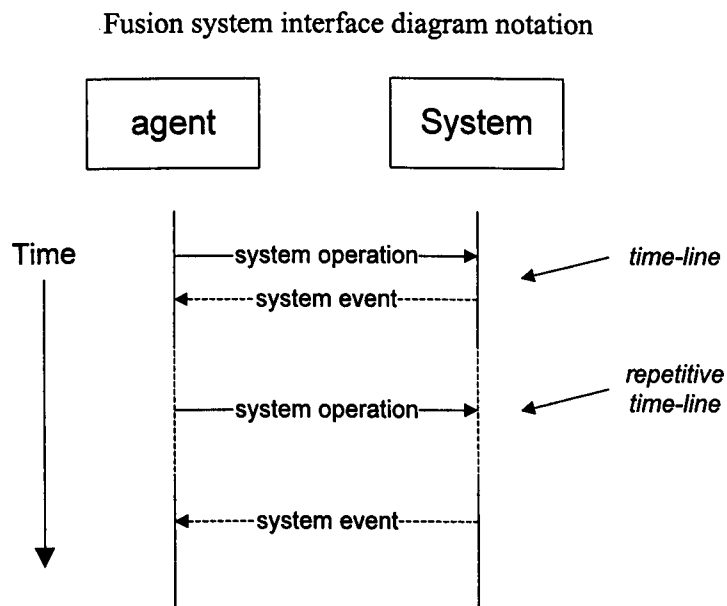 Fusion system interface diagram notation
agent
System
Time
system operation
time-line
system event
repetitive
time-line
system operation
system event